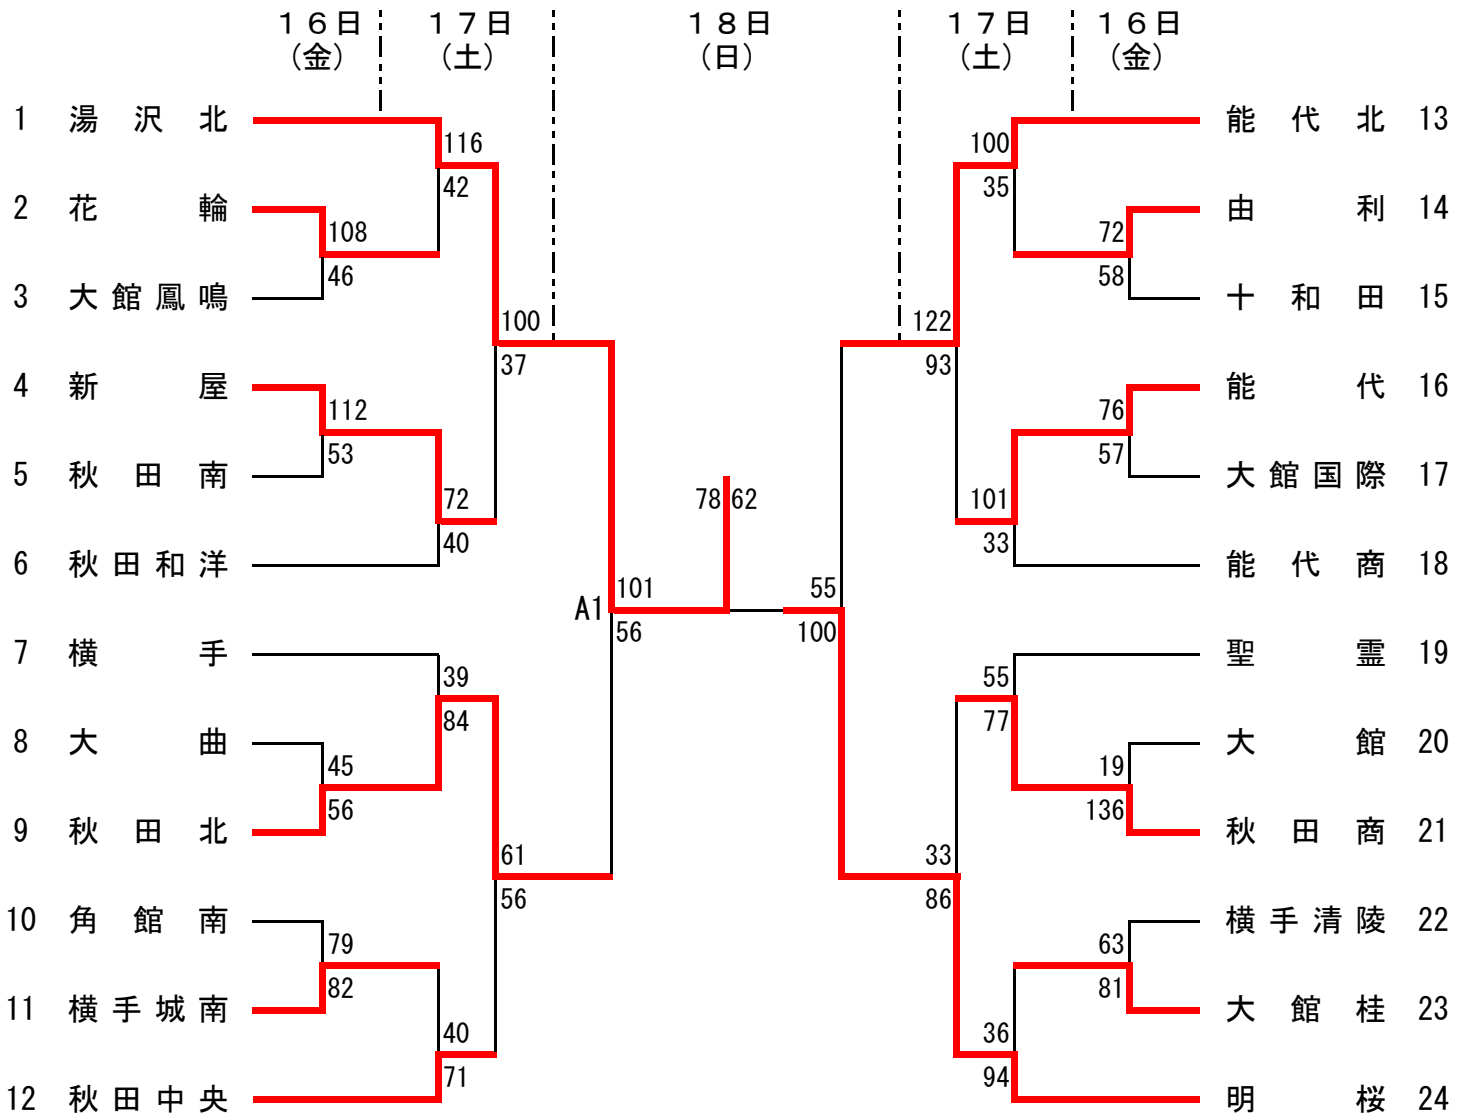 １６日 １７日 １８日 １７日 １６日
（金） （土） （日） （土） （金）
1 湯沢北 能代北 13
116 100
42 35
2 花輪 由利 14
108 72
46 58
3 大館鳳鳴 十和田 15
100 122
37 93
4 新屋 能代 16
112 76
53 57
5 秋田南 大館国際 17
72 78 62 101
40 33
6 秋田和洋 能代商 18
A1 101 55
56 100
7 横手 聖霊 19
39 55
84 77
8 大曲 大館 20
45 19
56 136
9 秋田北 秋田商 21
61 33
56 86
10 角館南 横手清陵 22
79 63
82 81
11 横手城南 大館桂 23
40 36
71 94
12 秋田中央 明桜 24